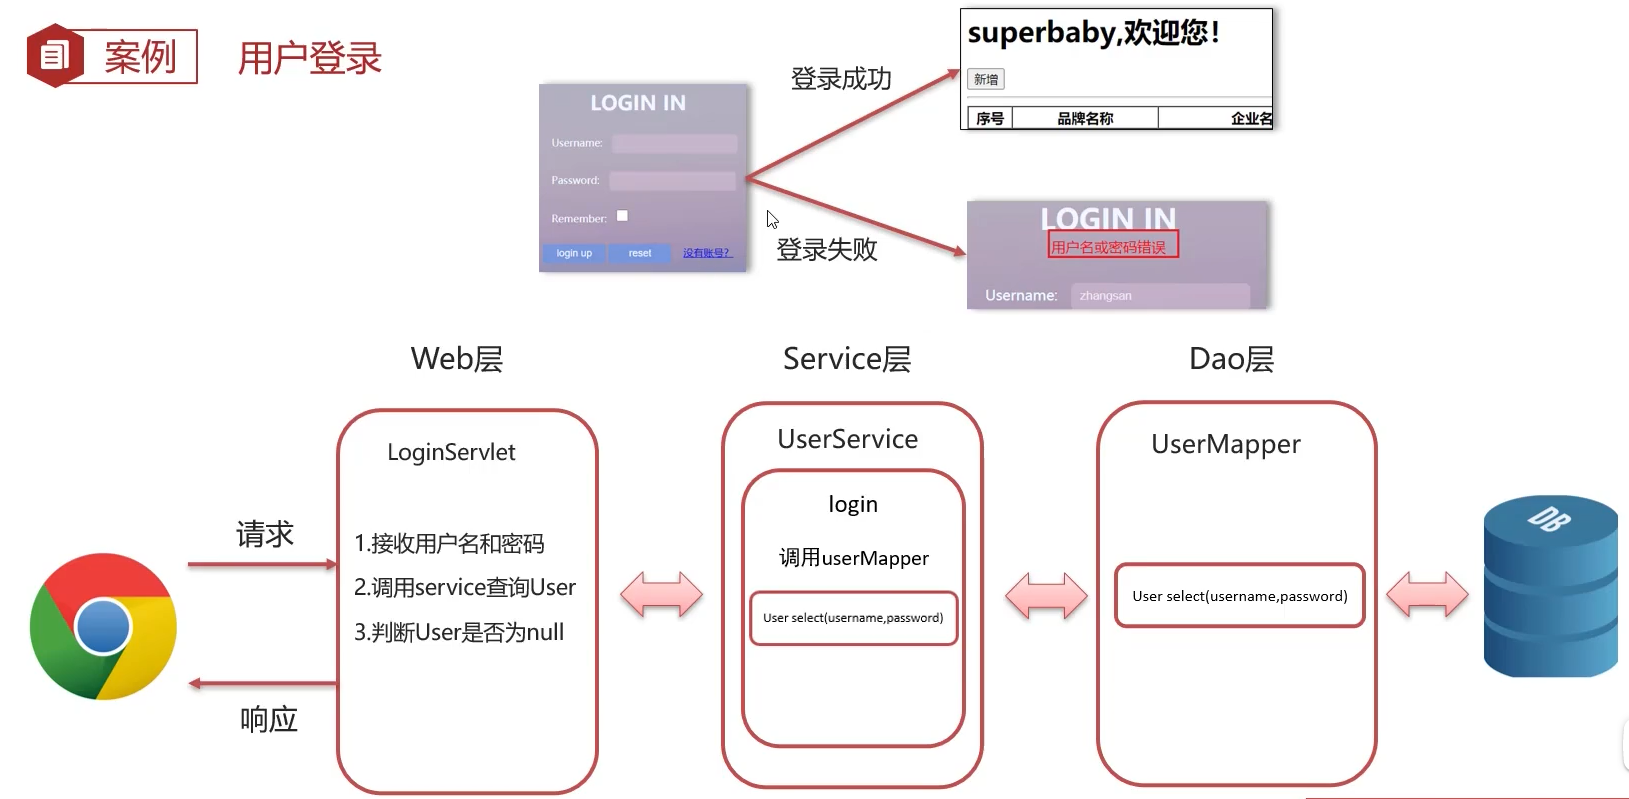 案例
用户登录
LOGIN IN
Username:
Password:
Remember:
login up
reset
没有账号?
登录成功
登录失败
superbaby,欢迎您!
新增
序号
品牌名称
企业名
LOGIN IN
用户名或密码错误
Username:
zhangsan
Web层
Service层
Dao层
LoginServlet
1.接收用户名和密码
2.调用service查询User
3.判断User是否为null
请求
响应
UserService
login
调用userMapper
User select(username,password)
UserMapper
User select(username,password)
DB